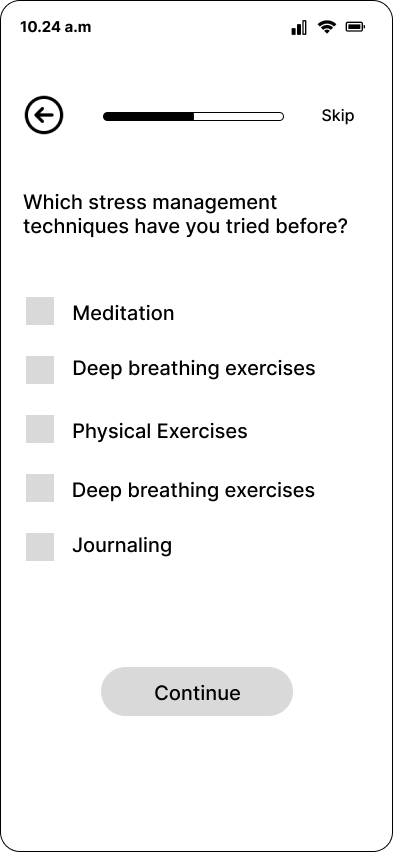 10.24 a.m
Skip
Which stress management
techniques have you tried before?
Meditation
Deep breathing exercises
Physical Exercises
Deep breathing exercises
Journaling
Continue